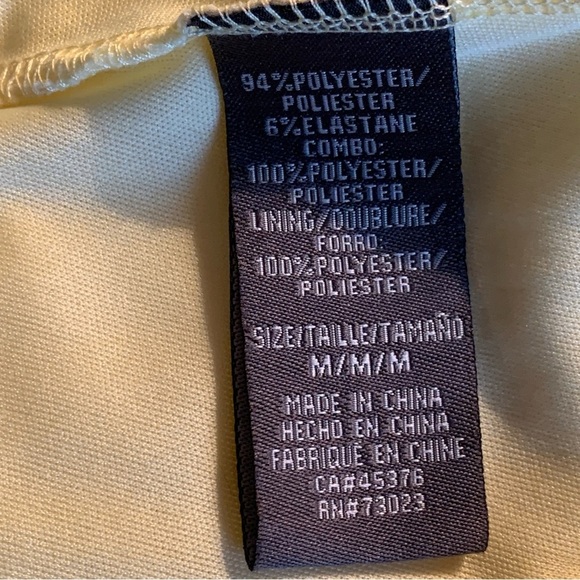 94%POLYESTER/
POLIESTER
6%ELASTANE
COMBO:
100%POLYESTER/
POLIESTER
LINING/DOUBLURE/
FORRO:
100%POLYESTER/
POLIESTER
SIZE/TAILLE/TAMAÑO
M/M/M
MADE IN CHINA
HECHO EN CHINA
FABRIQUÉ EN CHINE
CA#45376
RN#73023